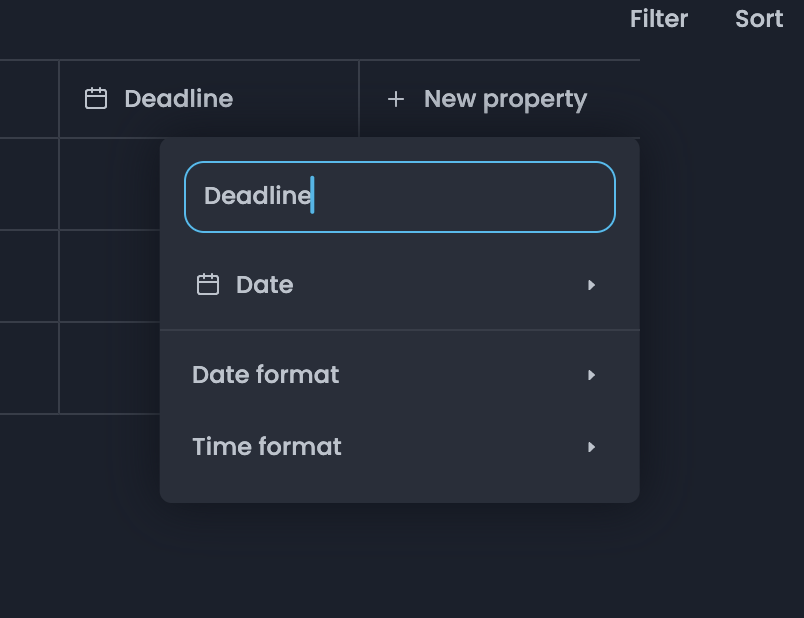 Filter Sort
Deadline New property
Deadline
Date
Date format
Time format